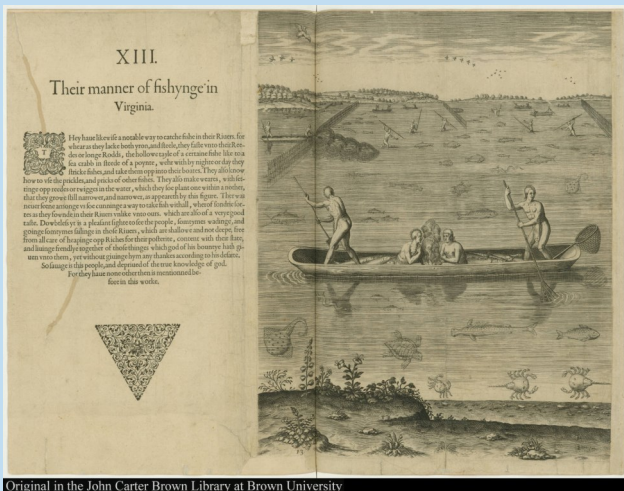 XIII.
Their manner of fishynge in
Virginia.
THey haue likewise a notable way to catche fishe in their Riuers. for
wheat as they lacke both yron, and steele, they faste vnto their Ree-
des or longe Rodds, the hollowe tayle of a certaine fishe like to a
sea crabb in steede of a poynte, wehr with by nighte or day they
stricke fishes, and take them opp into their boates. They also know
how to vse the prickles, and pricks of other fishes. They also make weares, with set-
tinge opp reedes or twigges in the water, which they soe plant one within a nother,
that they growe still narrower, and narrower, as appeareth by this figure. Ther was
neuer seene amonge vs soe cunninge a way to take fish withall, wherof sondrie sor-
tes as they fownde in their Riuers vnlike vnto ours. which are also of a very good
taste. Dowbtless yt is a pleasant sighte to see the people, somtymes wadinge, and
goinge somtymes sailinge in those Riuers, which are shallowe and not deepe, free
from all care of heapinge opp Riches for their posterite, content with their state,
and liuinge frendlye together of those thinges which god of his bountye hath gi-
uen vnto them, yet without giuinge hym any thankes according to his desarte.
So sauage is this people, and depriued of the true knowledge of god.
For they haue none other then is mentionned be-
fore in this worke.
Original in the John Carter Brown Library at Brown University